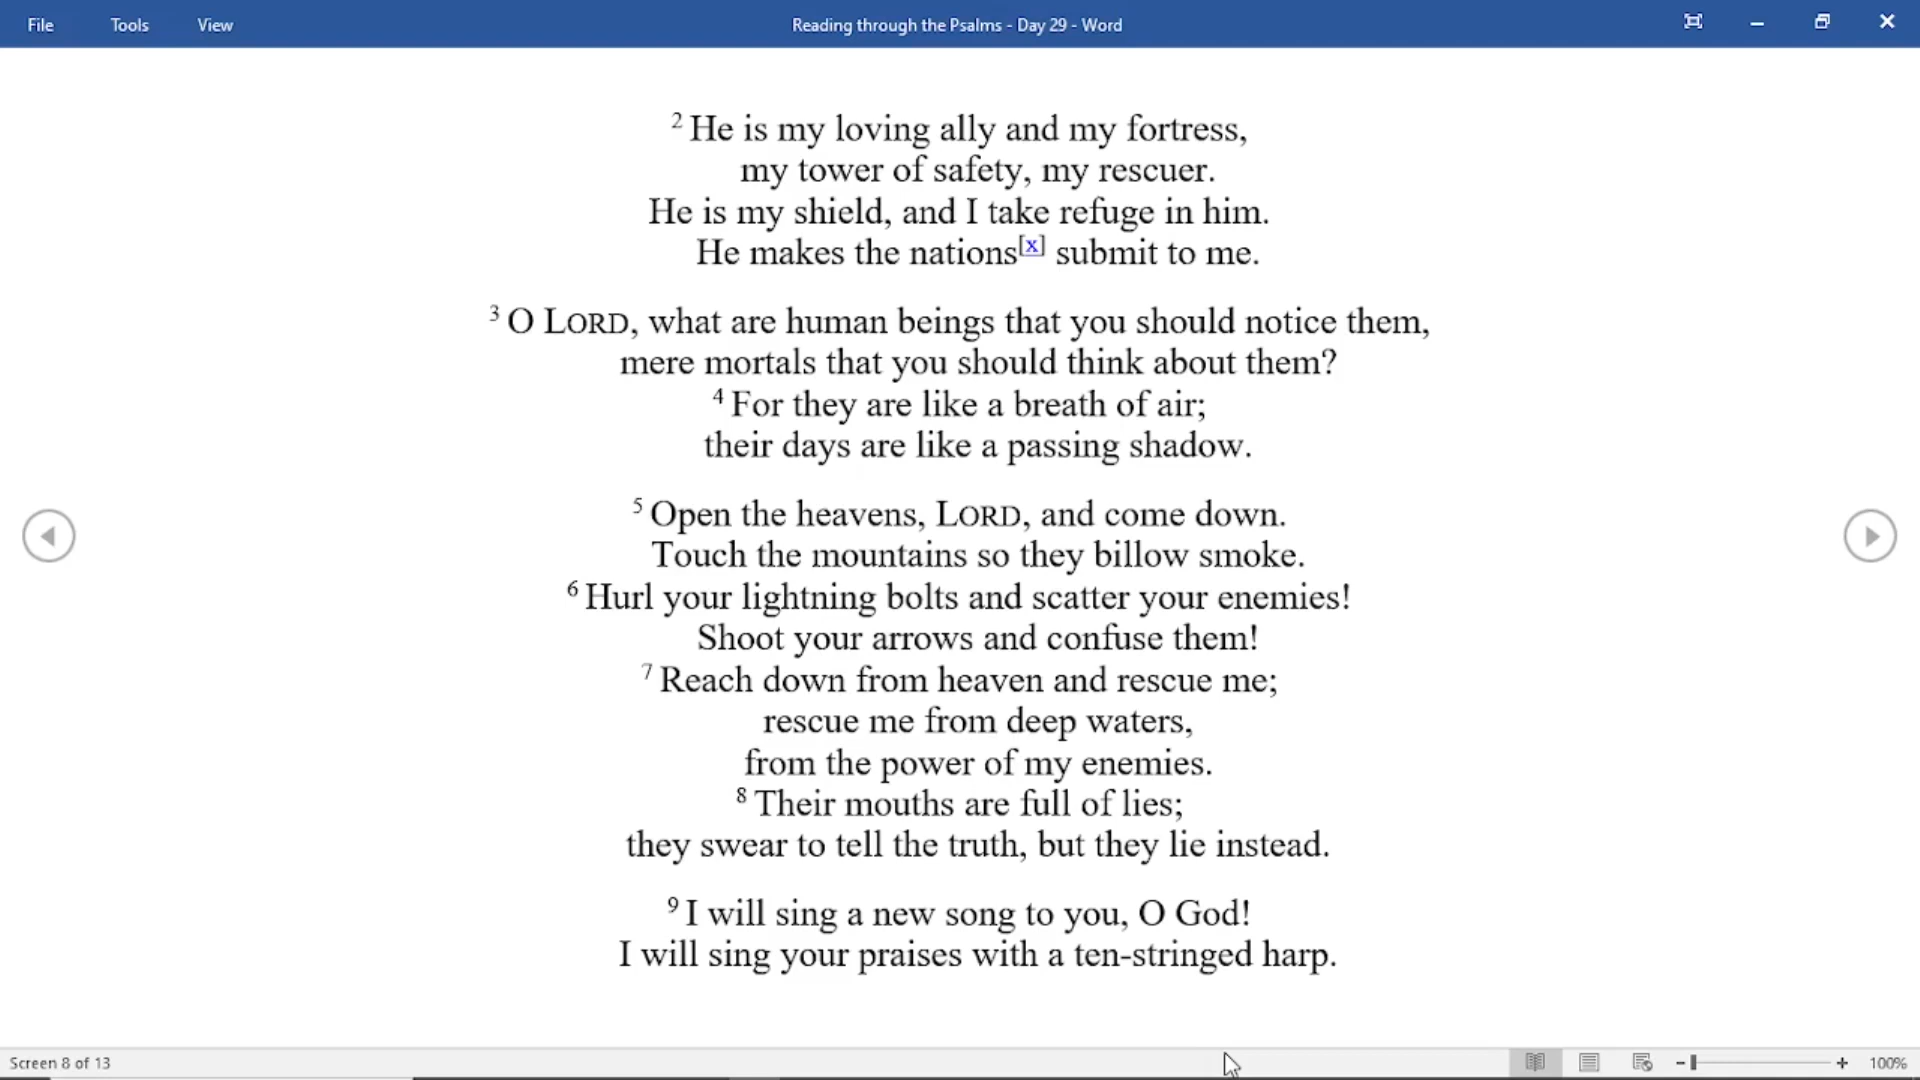 File Tools View Reading through the Psalms - Day 29 - Word
2 He is my loving ally and my fortress,
my tower of safety, my rescuer.
He is my shield, and I take refuge in him.
He makes the nations[x] submit to me.
3 O LORD, what are human beings that you should notice them,
mere mortals that you should think about them?
4 For they are like a breath of air;
their days are like a passing shadow.
5 Open the heavens, LORD, and come down.
Touch the mountains so they billow smoke.
6 Hurl your lightning bolts and scatter your enemies!
Shoot your arrows and confuse them!
7 Reach down from heaven and rescue me;
rescue me from deep waters,
from the power of my enemies.
8 Their mouths are full of lies;
they swear to tell the truth, but they lie instead.
9 I will sing a new song to you, O God!
I will sing your praises with a ten-stringed harp.
Screen 8 of 13 100%